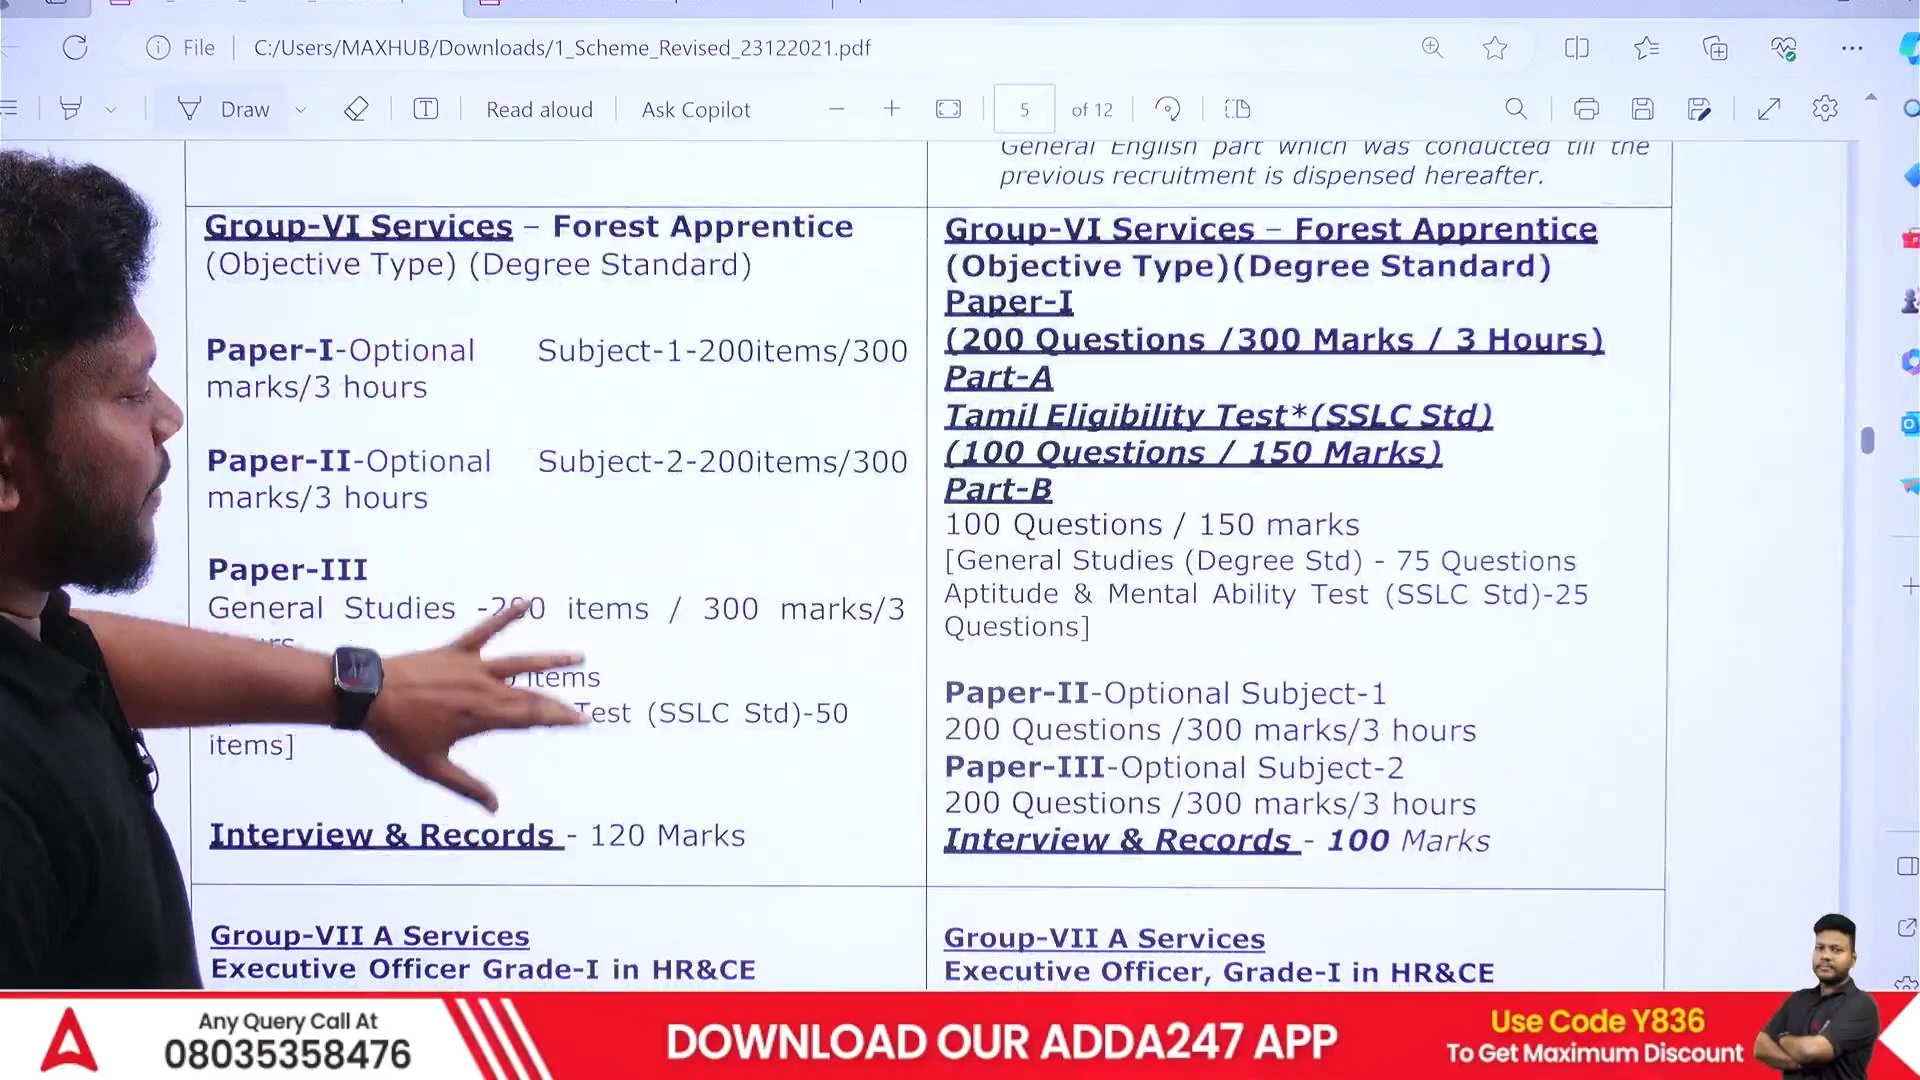 File
C:/Users/MAXHUB/Downloads/1_Scheme_Revised_23122021.pdf
Draw
Read aloud
Ask Copilot
5
of 12
General English part which was conducted till the
previous recruitment is dispensed hereafter.
Group-VI Services – Forest Apprentice
(Objective Type) (Degree Standard)
Paper-I-Optional Subject-1-200items/300
marks/3 hours
Paper-II-Optional Subject-2-200items/300
marks/3 hours
Paper-III
General Studies -200 items / 300 marks/3
items
Test (SSLC Std)-50
items]
Interview & Records - 120 Marks
Group-VII A Services
Executive Officer Grade-I in HR&CE
Group-VI Services – Forest Apprentice
(Objective Type)(Degree Standard)
Paper-I
(200 Questions /300 Marks / 3 Hours)
Part-A
Tamil Eligibility Test*(SSLC Std)
(100 Questions / 150 Marks)
Part-B
100 Questions / 150 marks
[General Studies (Degree Std) - 75 Questions
Aptitude & Mental Ability Test (SSLC Std)-25
Questions]
Paper-II-Optional Subject-1
200 Questions /300 marks/3 hours
Paper-III-Optional Subject-2
200 Questions /300 marks/3 hours
Interview & Records - 100 Marks
Group-VII A Services
Executive Officer, Grade-I in HR&CE
Any Query Call At
08035358476
DOWNLOAD OUR ADDA247 APP
Use Code Y836
To Get Maximum Discount